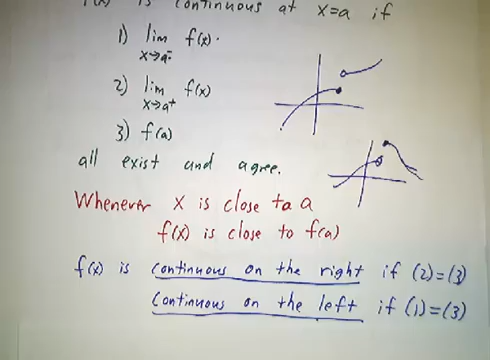 is continuous at x=a if
1) lim f(x).
x→a⁻
2) lim f(x)
x→a⁺
3) f(a)
all exist and agree.
Whenever x is close to a
f(x) is close to f(a)
f(x) is continuous on the right if (2)=(3)
continuous on the left if (1)=(3)